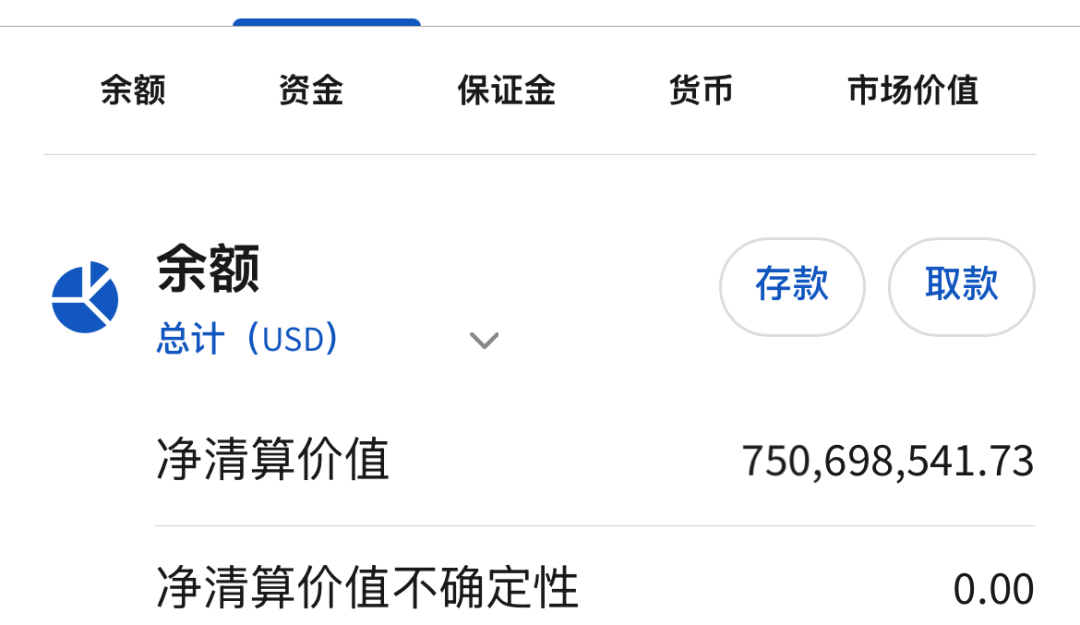 余额 资金 保证金 货币 市场价值
余额
存款 取款
总计（USD）
净清算价值 750,698,541.73
净清算价值不确定性 0.00